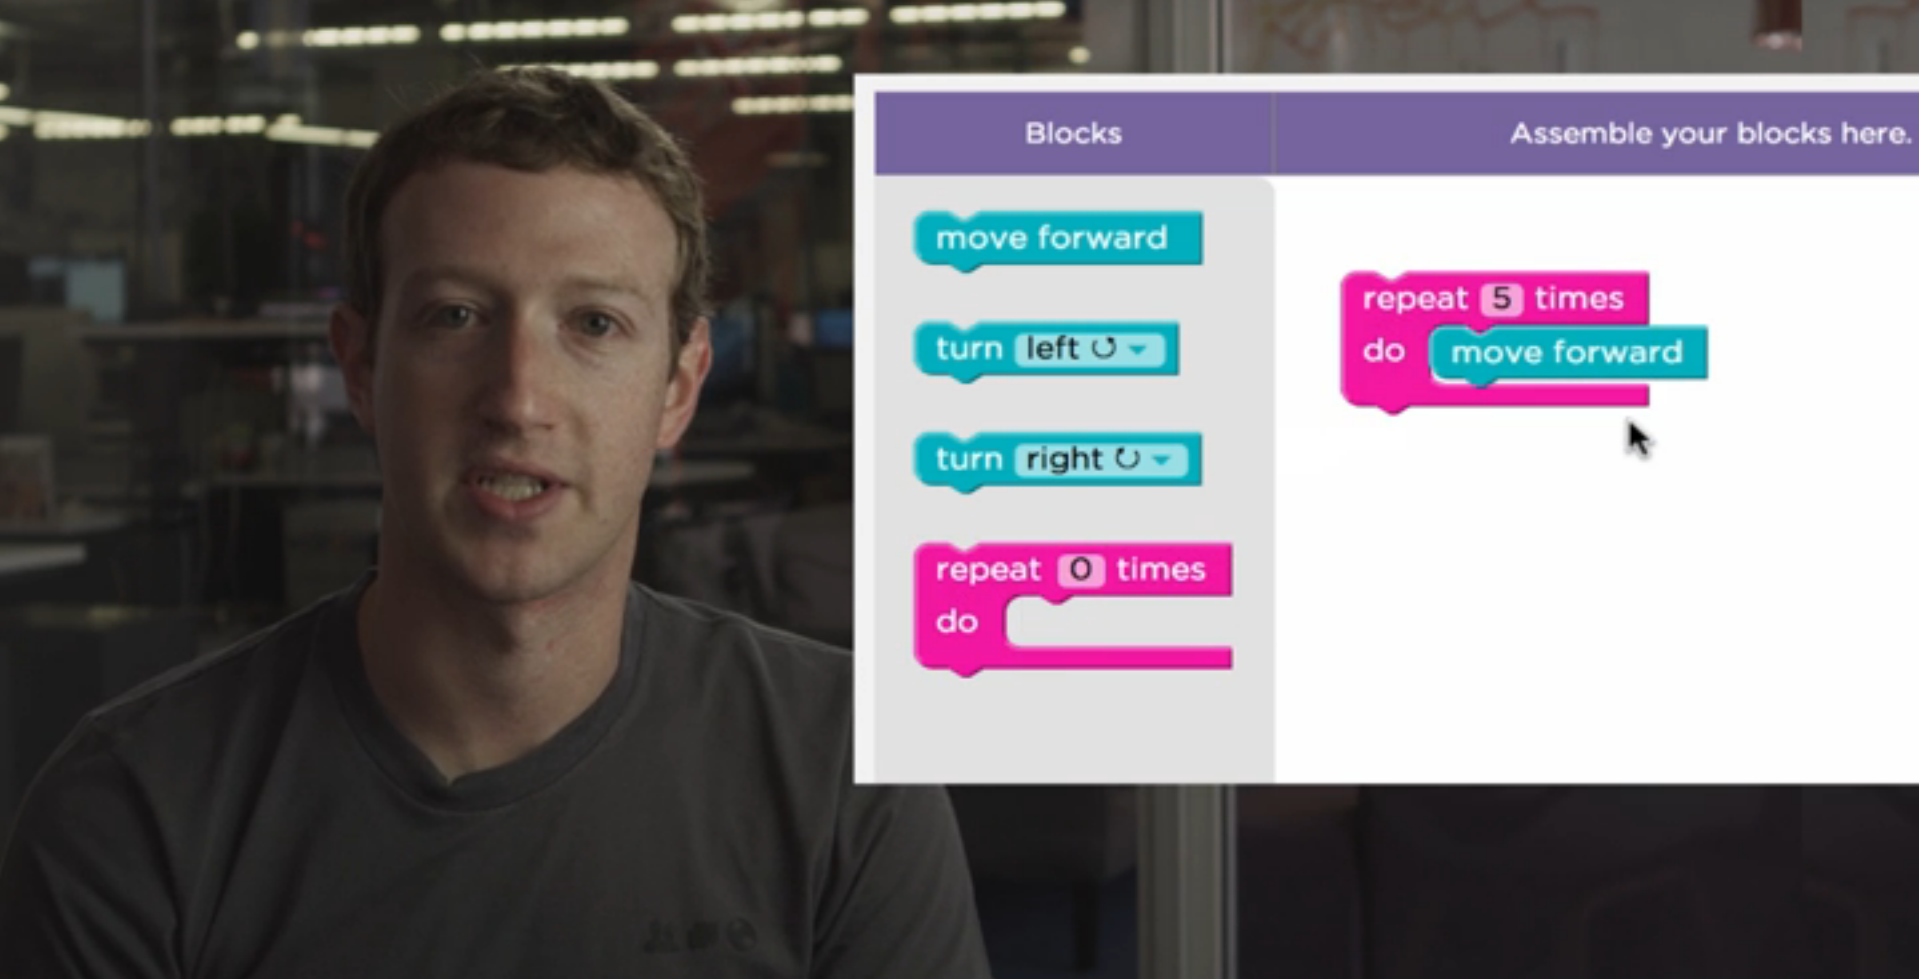 Blocks
Assemble your blocks here.
move forward
turn left
turn right
repeat 0 times
do
repeat 5 times
do move forward